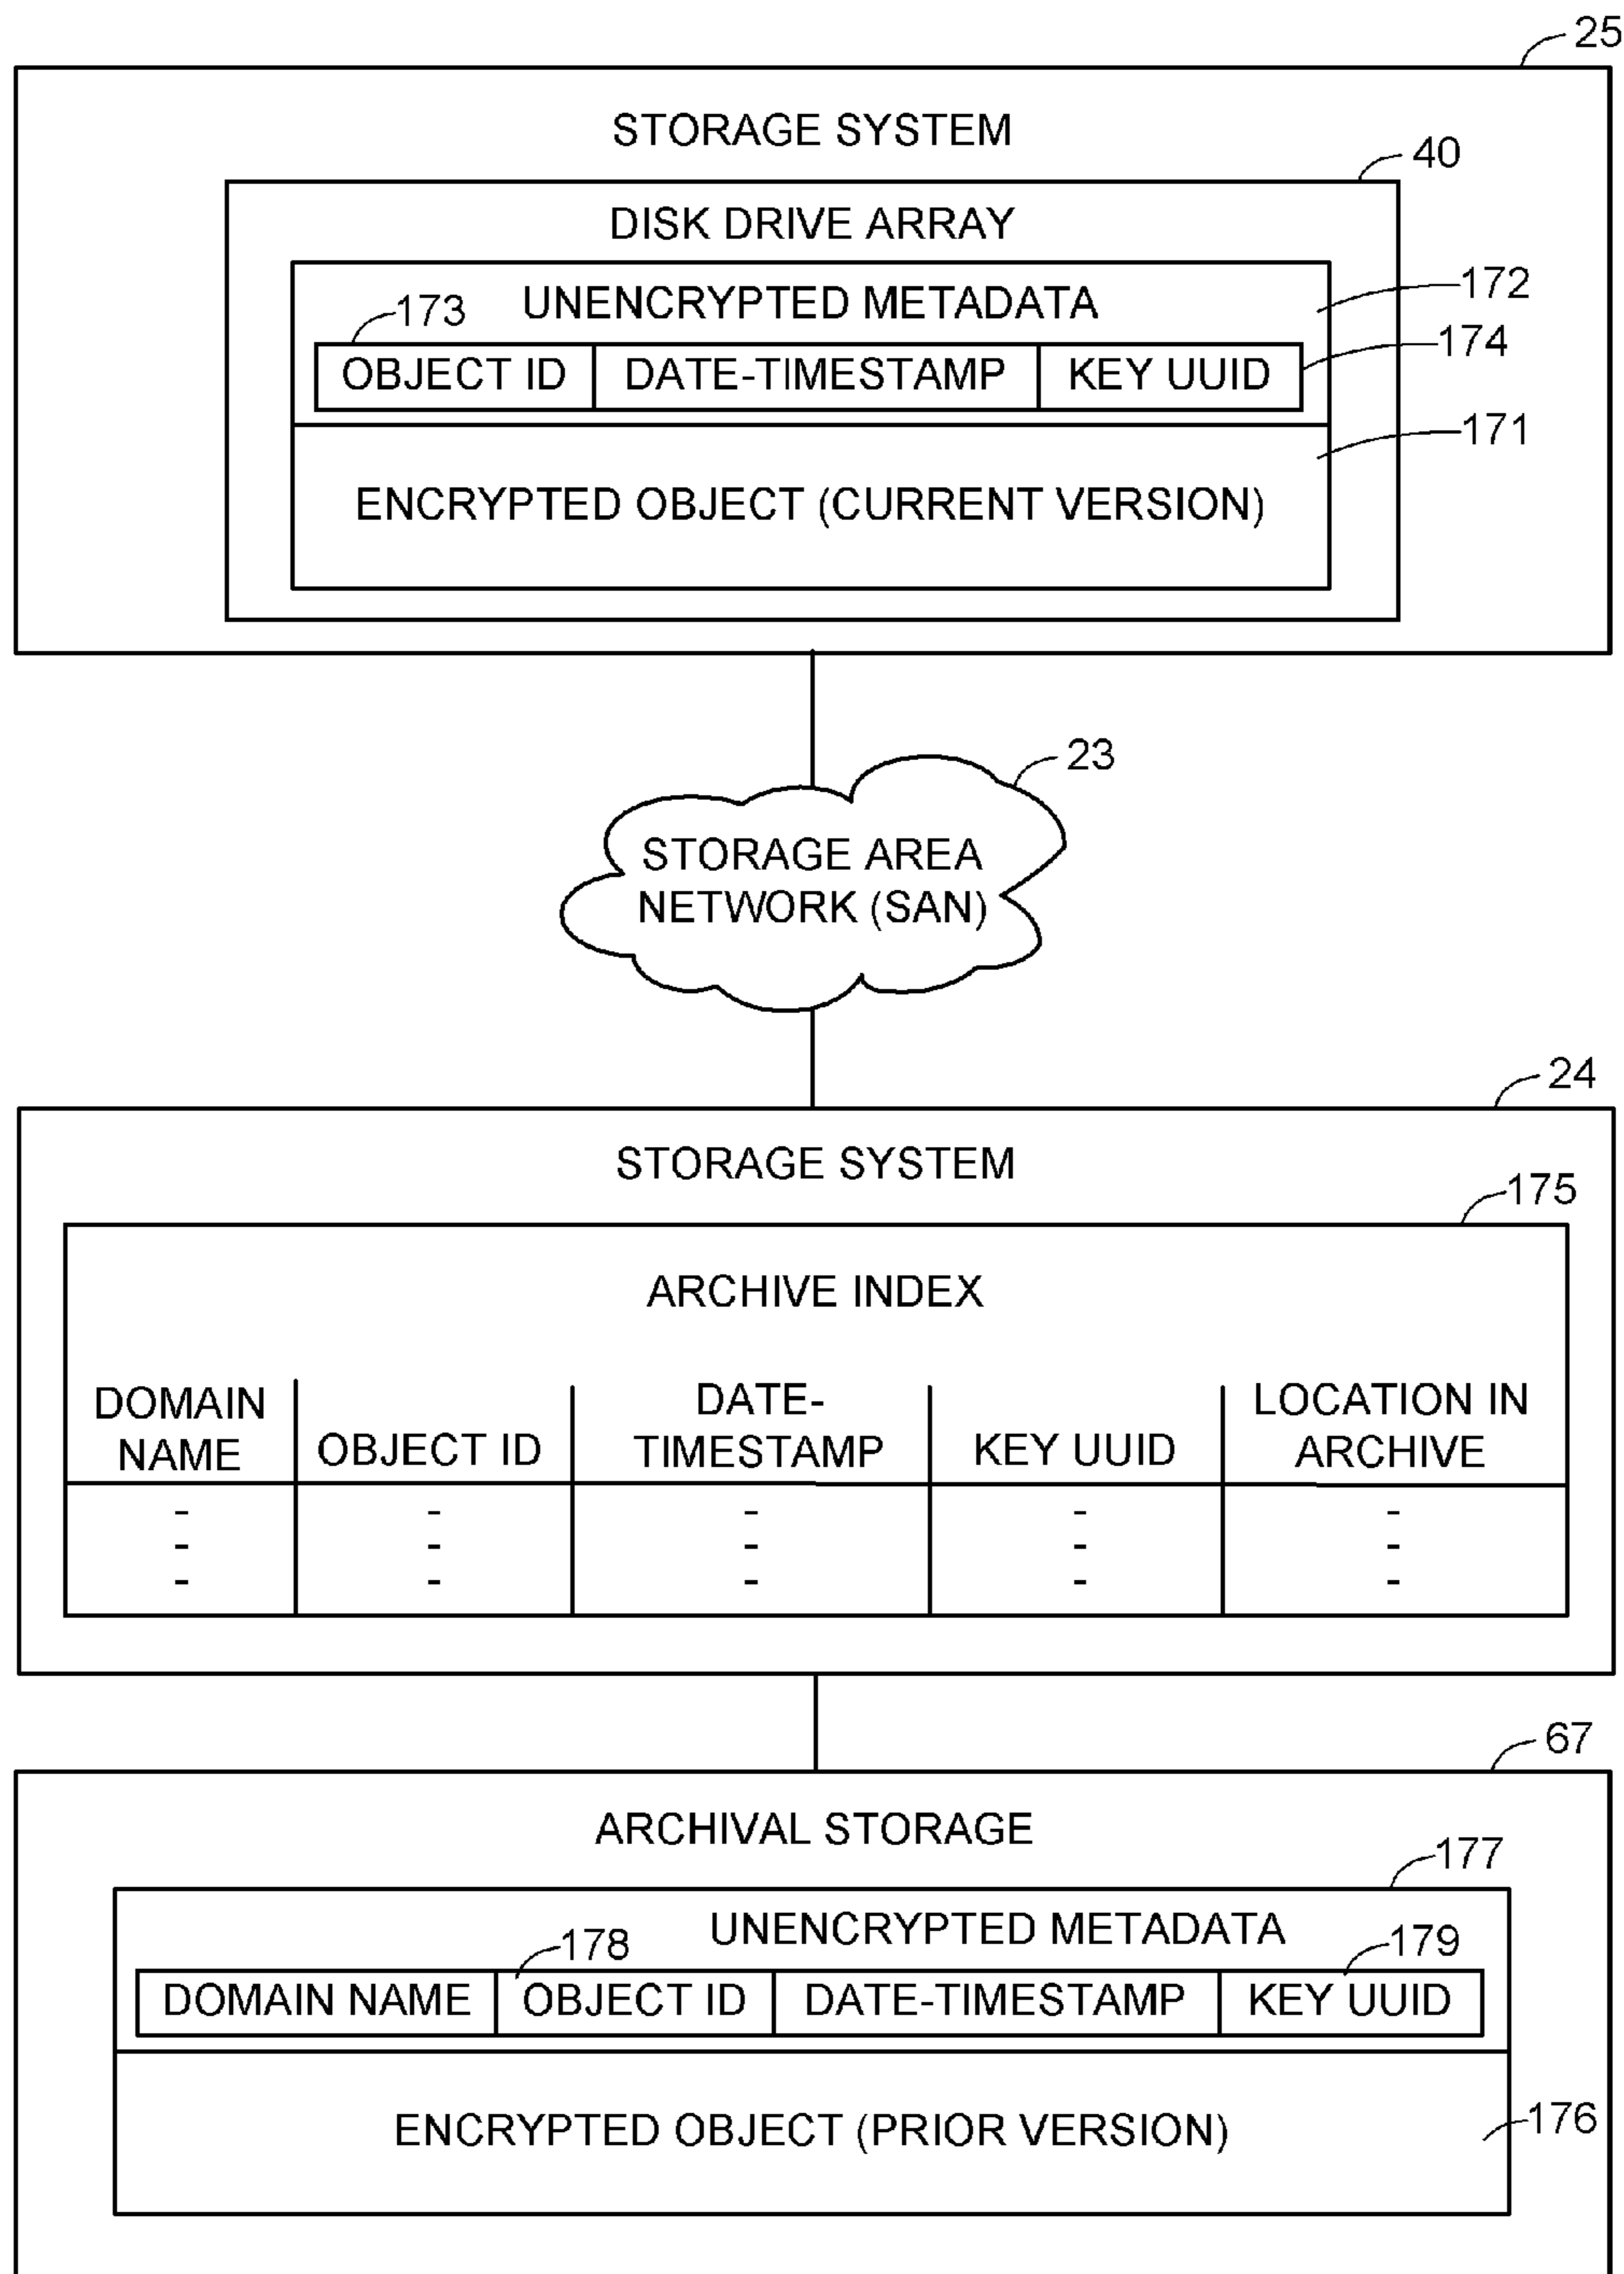 25
STORAGE SYSTEM
40
DISK DRIVE ARRAY
172
UNENCRYPTED METADATA
173
174
OBJECT ID DATE-TIMESTAMP KEY UUID
171
ENCRYPTED OBJECT (CURRENT VERSION)
23
STORAGE AREA
NETWORK (SAN)
24
STORAGE SYSTEM
175
ARCHIVE INDEX
DOMAIN
NAME
OBJECT ID
DATE-
TIMESTAMP
KEY UUID
LOCATION IN
ARCHIVE
- - - - -
- - - - -
- - - - -
67
ARCHIVAL STORAGE
177
UNENCRYPTED METADATA
178
179
DOMAIN NAME OBJECT ID DATE-TIMESTAMP KEY UUID
ENCRYPTED OBJECT (PRIOR VERSION)
176